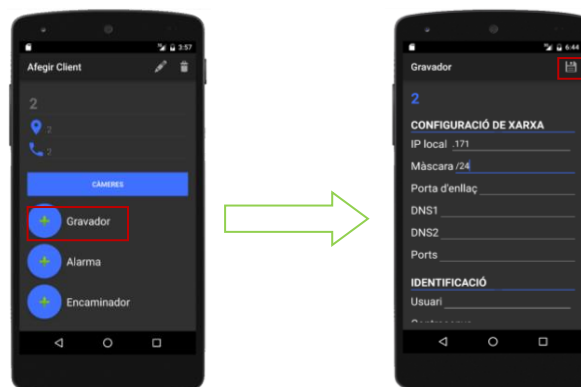 3:57
Afegir Client
2
2
2
CÀMERES
Gravador
Alarma
Encaminador
6:44
Gravador
2
CONFIGURACIÓ DE XARXA
IP local .171
Màscara /24
Porta d'enllaç
DNS1
DNS2
Ports
IDENTIFICACIÓ
Usuari